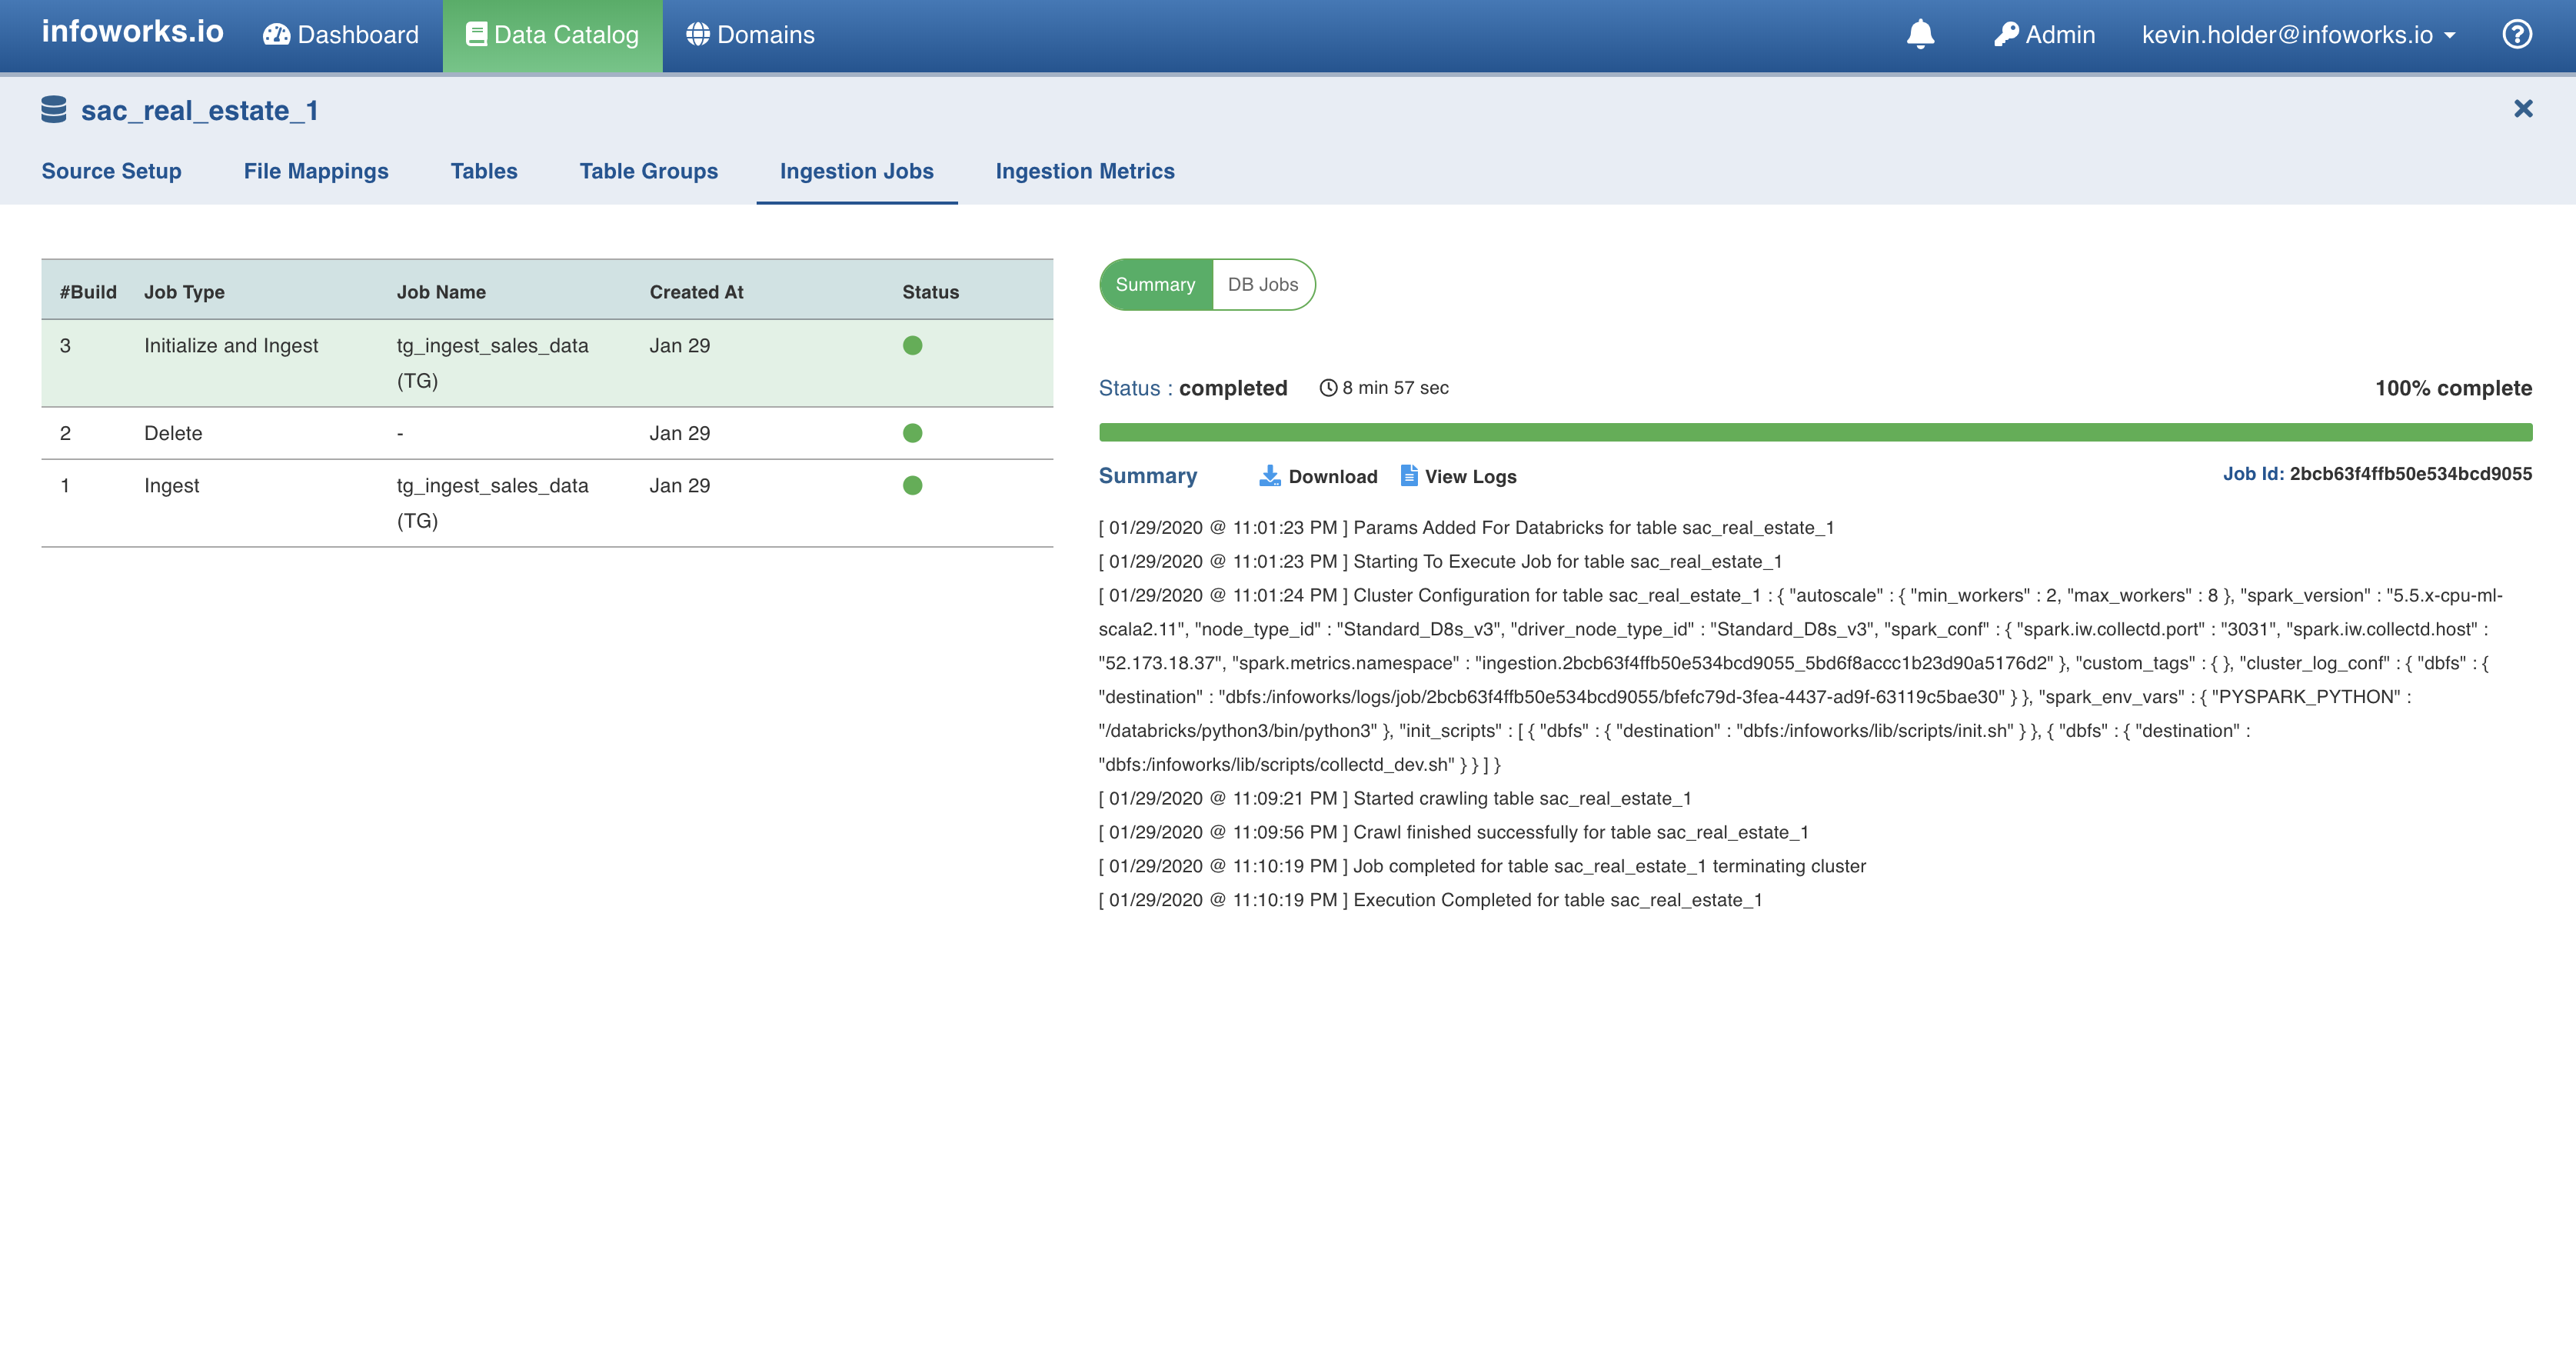 infoworks.io Dashboard Data Catalog Domains Admin kevin.holder@infoworks.io
sac_real_estate_1
Source Setup File Mappings Tables Table Groups Ingestion Jobs Ingestion Metrics
#Build Job Type Job Name Created At Status
3 Initialize and Ingest tg_ingest_sales_data Jan 29
(TG)
2 Delete - Jan 29
1 Ingest tg_ingest_sales_data Jan 29
(TG)
Summary DB Jobs
Status : completed 8 min 57 sec 100% complete
Summary Download View Logs Job Id: 2bcb63f4ffb50e534bcd9055
[ 01/29/2020 @ 11:01:23 PM ] Params Added For Databricks for table sac_real_estate_1
[ 01/29/2020 @ 11:01:23 PM ] Starting To Execute Job for table sac_real_estate_1
[ 01/29/2020 @ 11:01:24 PM ] Cluster Configuration for table sac_real_estate_1 : { "autoscale" : { "min_workers" : 2, "max_workers" : 8 }, "spark_version" : "5.5.x-cpu-ml-
scala2.11", "node_type_id" : "Standard_D8s_v3", "driver_node_type_id" : "Standard_D8s_v3", "spark_conf" : { "spark.iw.collectd.port" : "3031", "spark.iw.collectd.host" :
"52.173.18.37", "spark.metrics.namespace" : "ingestion.2bcb63f4ffb50e534bcd9055_5bd6f8accc1b23d90a5176d2" }, "custom_tags" : { }, "cluster_log_conf" : { "dbfs" : {
"destination" : "dbfs:/infoworks/logs/job/2bcb63f4ffb50e534bcd9055/bfefc79d-3fea-4437-ad9f-63119c5bae30" } }, "spark_env_vars" : { "PYSPARK_PYTHON" :
"/databricks/python3/bin/python3" }, "init_scripts" : [ { "dbfs" : { "destination" : "dbfs:/infoworks/lib/scripts/init.sh" } }, { "dbfs" : { "destination" :
"dbfs:/infoworks/lib/scripts/collectd_dev.sh" } } ] }
[ 01/29/2020 @ 11:09:21 PM ] Started crawling table sac_real_estate_1
[ 01/29/2020 @ 11:09:56 PM ] Crawl finished successfully for table sac_real_estate_1
[ 01/29/2020 @ 11:10:19 PM ] Job completed for table sac_real_estate_1 terminating cluster
[ 01/29/2020 @ 11:10:19 PM ] Execution Completed for table sac_real_estate_1